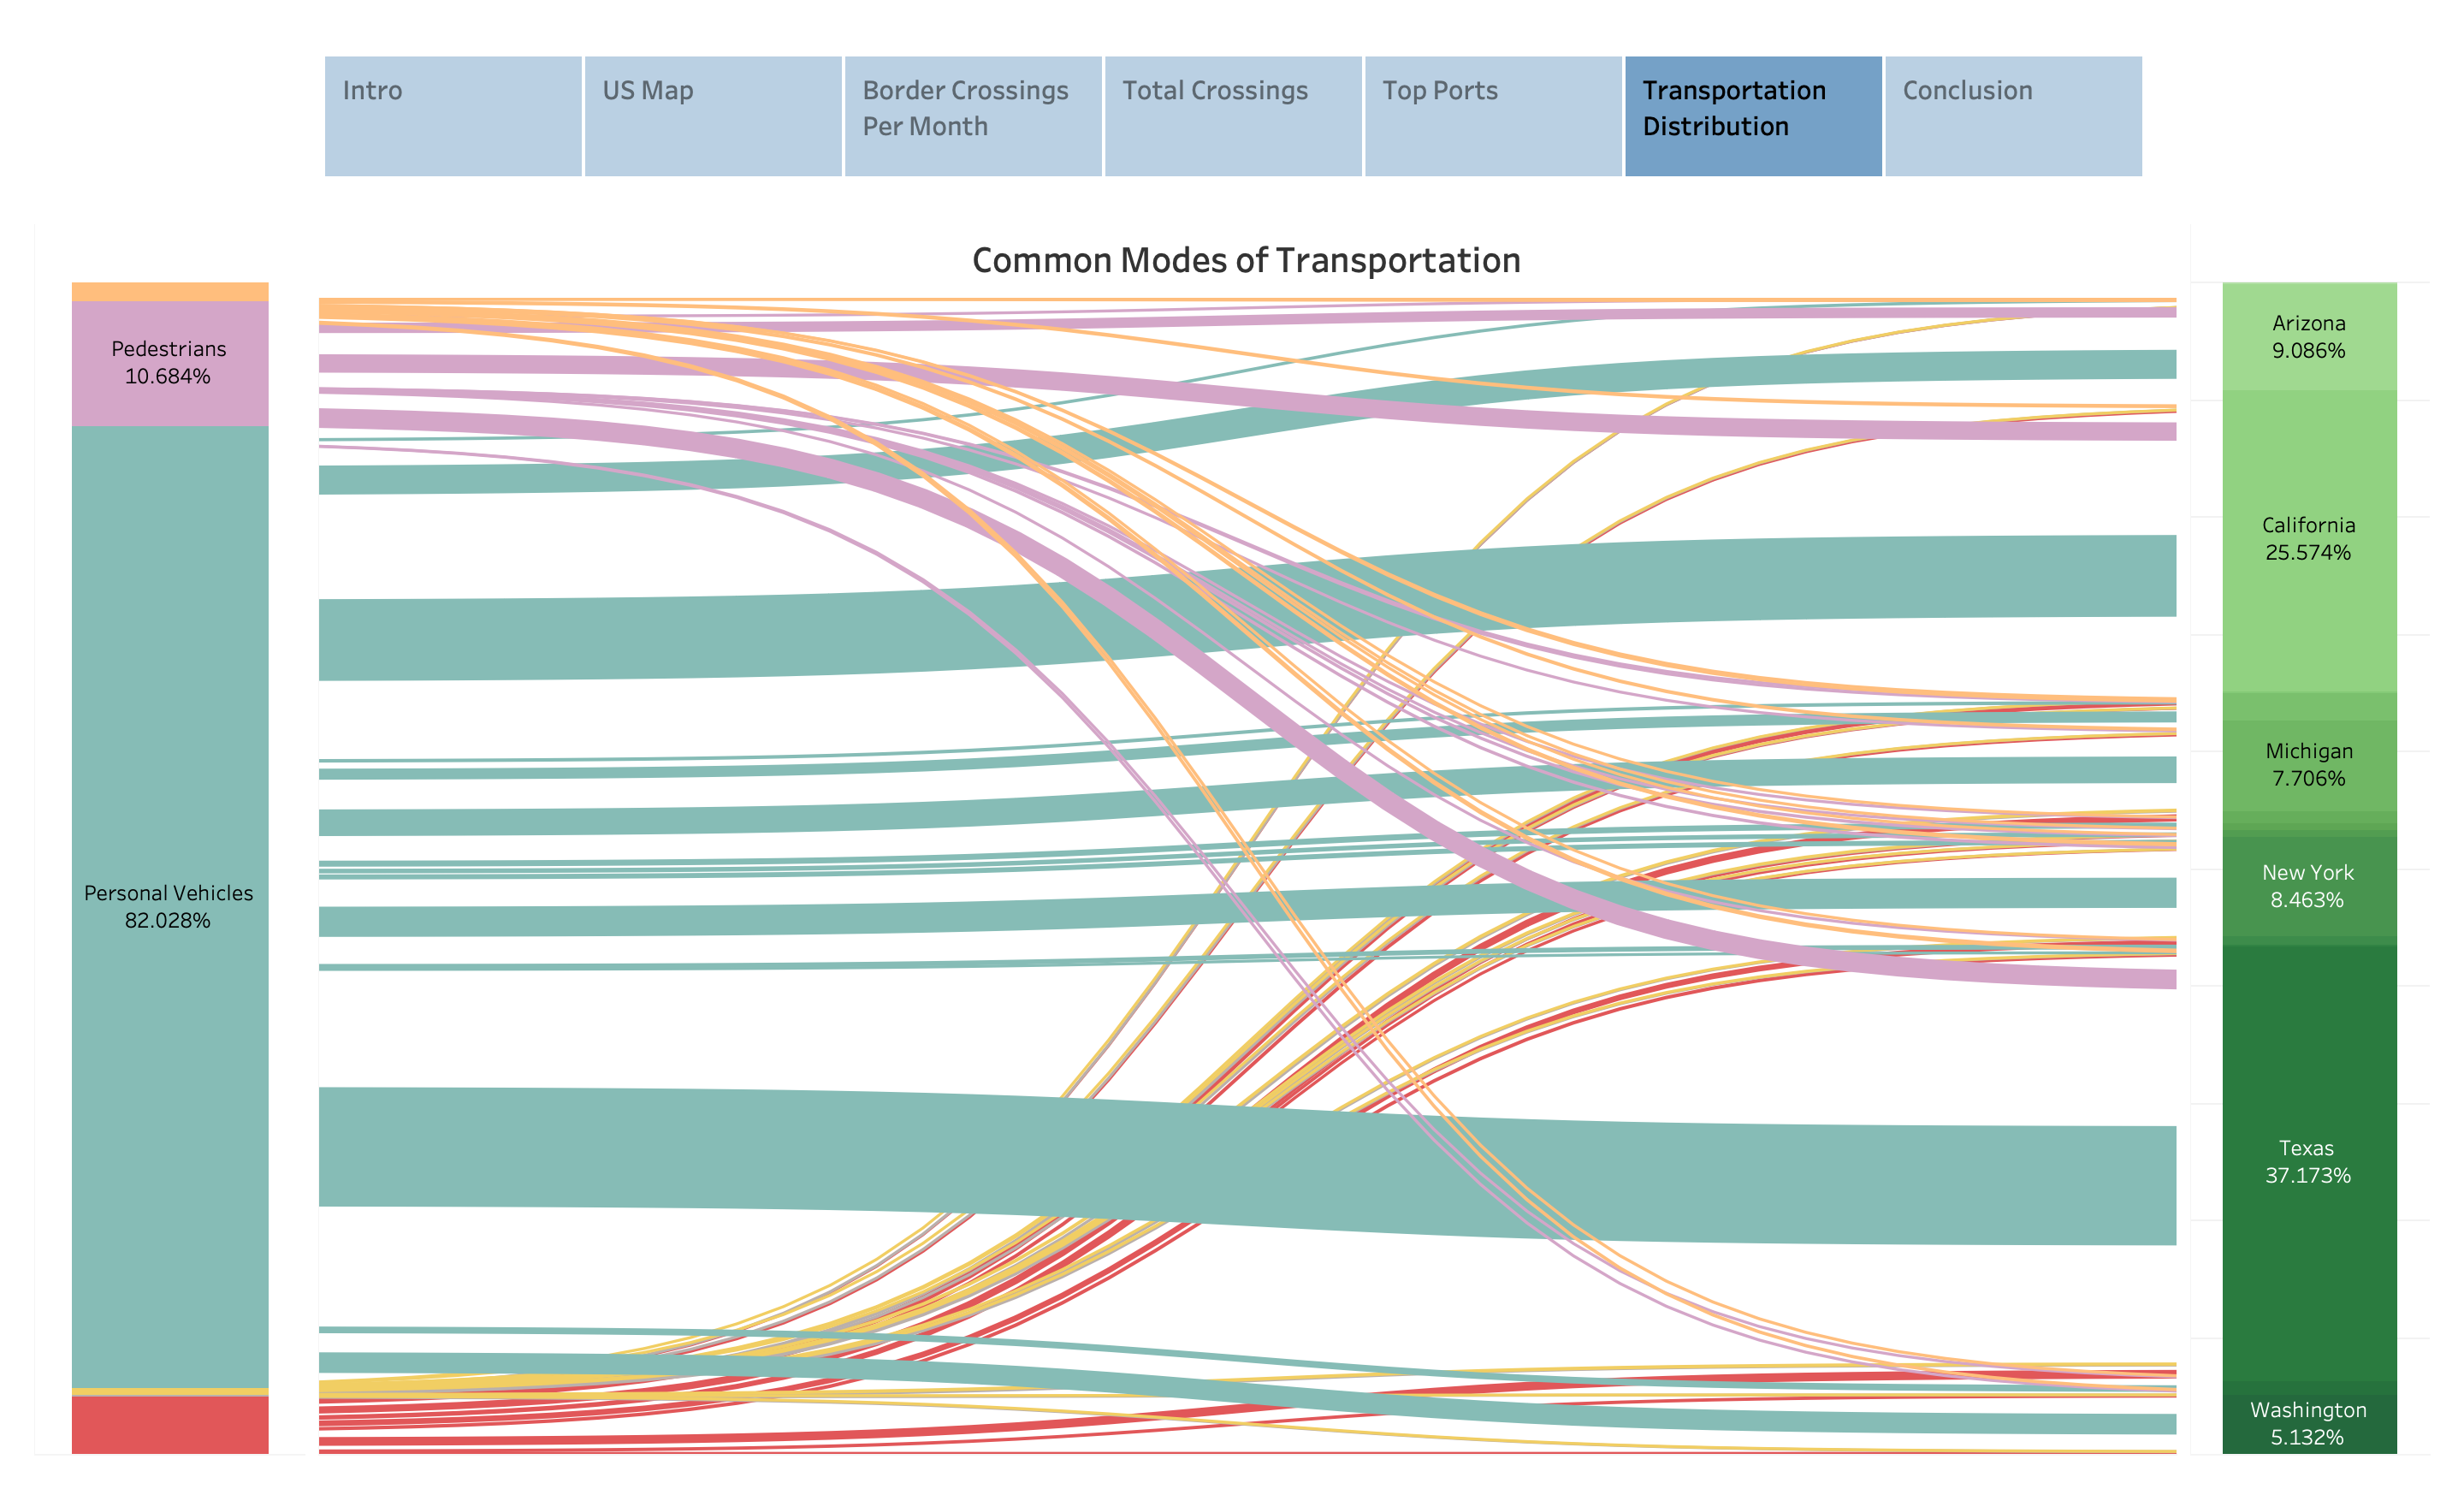 Intro
US Map
Border Crossings
Per Month
Total Crossings
Top Ports
Transportation
Distribution
Conclusion
Common Modes of Transportation
Pedestrians
10.684%
Personal Vehicles
82.028%
Arizona
9.086%
California
25.574%
Michigan
7.706%
New York
8.463%
Texas
37.173%
Washington
5.132%